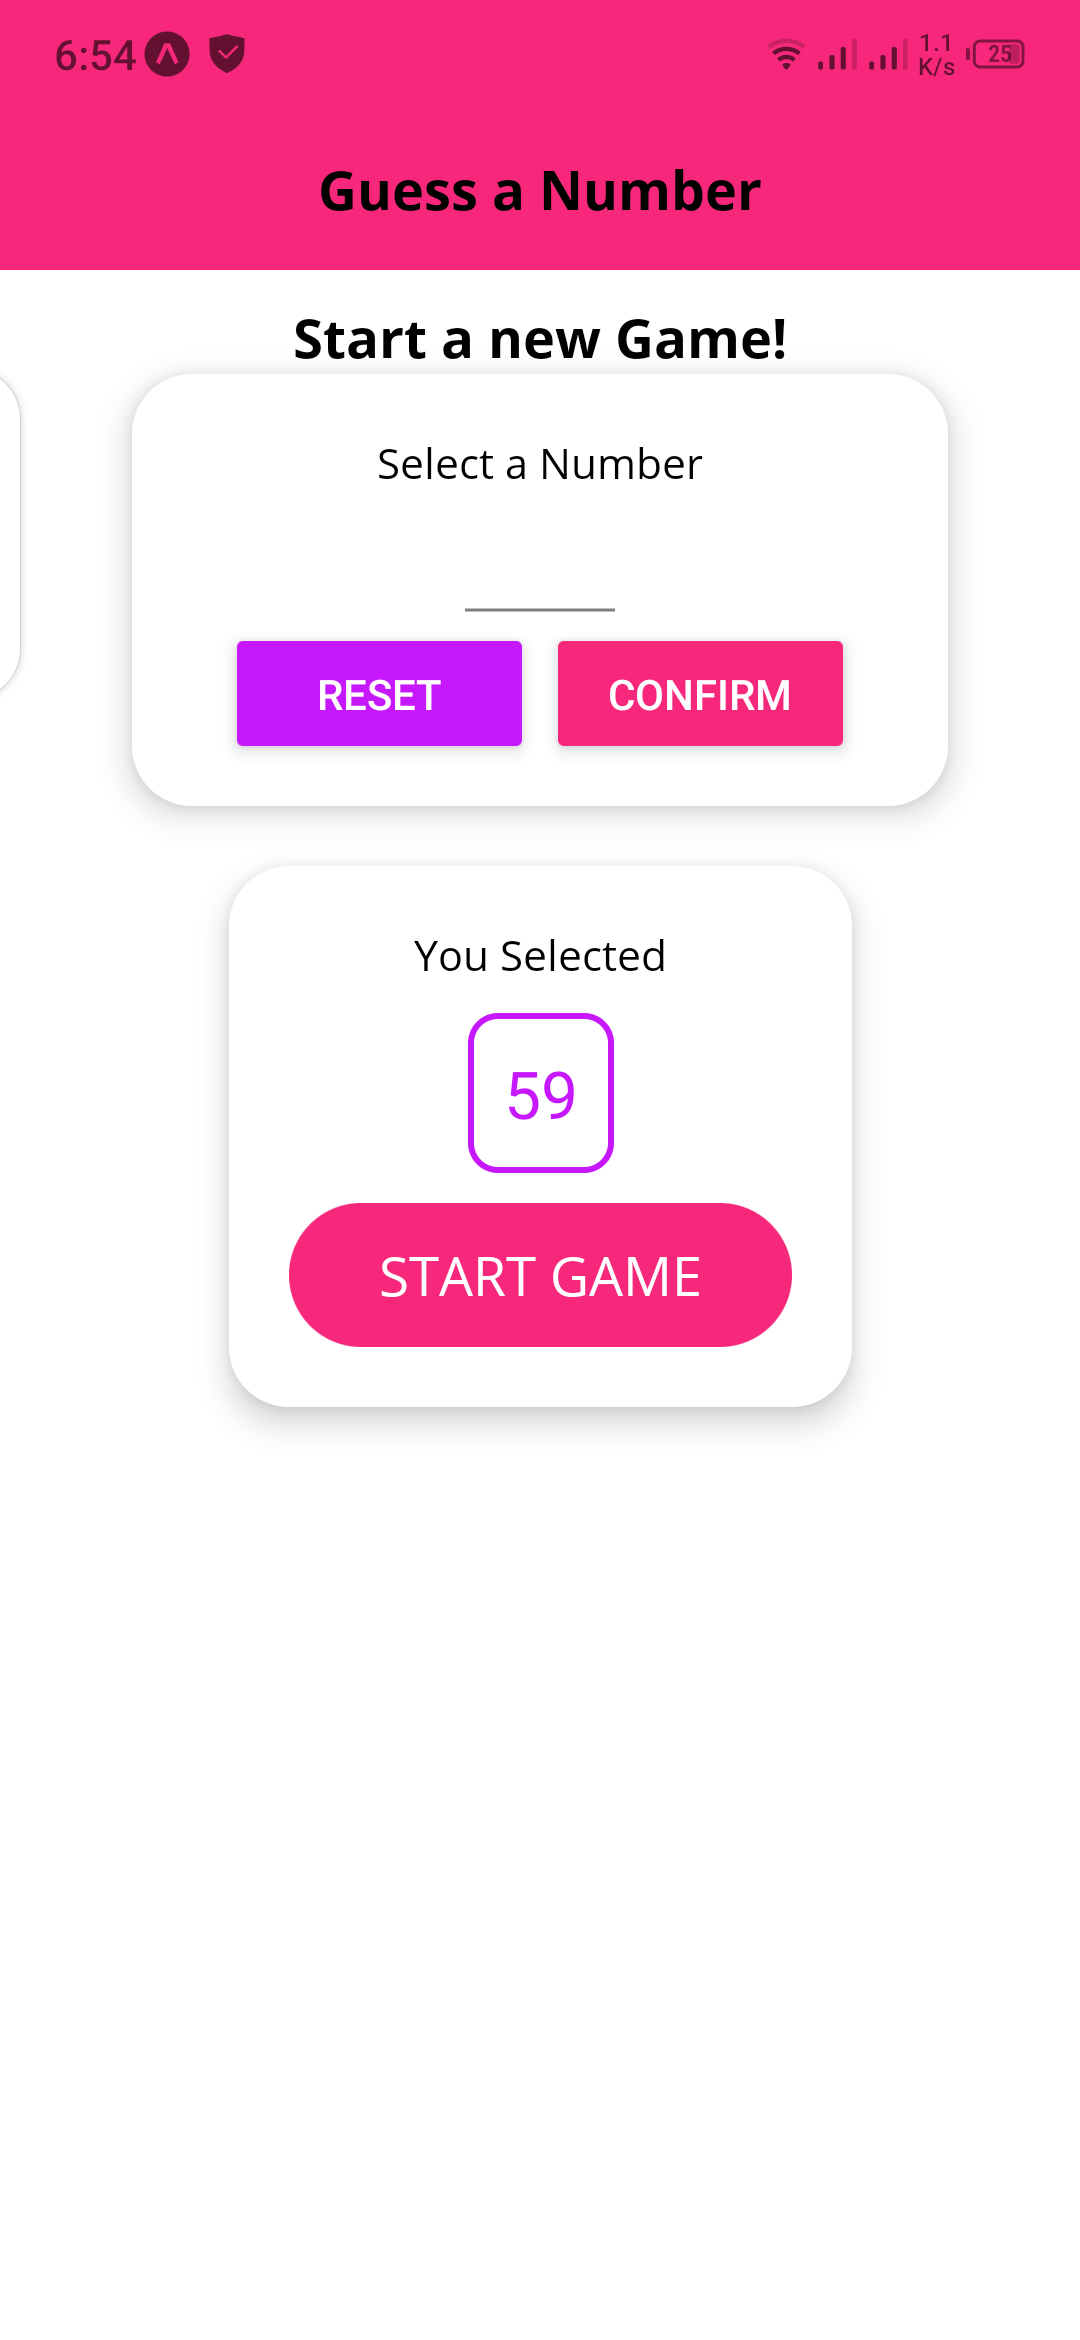 6:54
1.1
K/s
25
Guess a Number
Start a new Game!
Select a Number
RESET CONFIRM
You Selected
59
START GAME